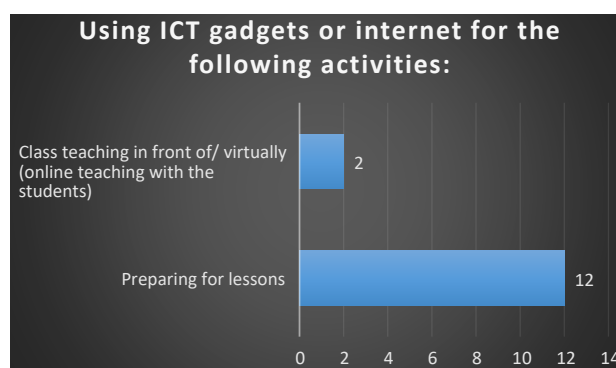 Using ICT gadgets or internet for the
following activities:
Class teaching in front of/ virtually
(online teaching with the
students)
2
Preparing for lessons
12
0 2 4 6 8 10 12 14